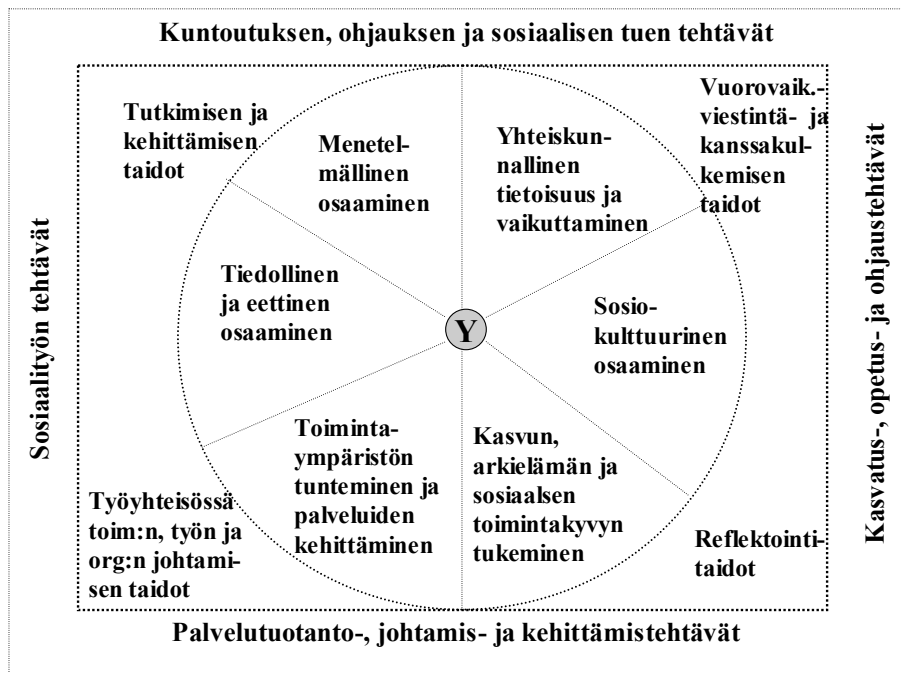 Kuntoutuksen, ohjauksen ja sosiaalisen tuen tehtävät
Tutkimisen ja
kehittämisen
taidot
Menetel-
mällinen
osaaminen
Yhteiskun-
nallinen
tietoisuus ja
vaikuttaminen
Vuorovaik.-
viestintä- ja
kanssakul-
kemisen
taidot
Sosiaalityön tehtävät
Tiedollinen
ja eettinen
osaaminen
Y
Sosio-
kulttuurinen
osaaminen
Kasvatus-, opetus- ja ohjaustehtävät
Työyhteisössä
toim:n, työn ja
org:n johtami-
sen taidot
Toiminta-
ympäristön
tunteminen ja
palveluiden
kehittäminen
Kasvun,
arkielämän ja
sosiaalsen
toimintakyvyn
tukeminen
Reflektointi-
taidot
Palvelutuotanto-, johtamis- ja kehittämistehtävät